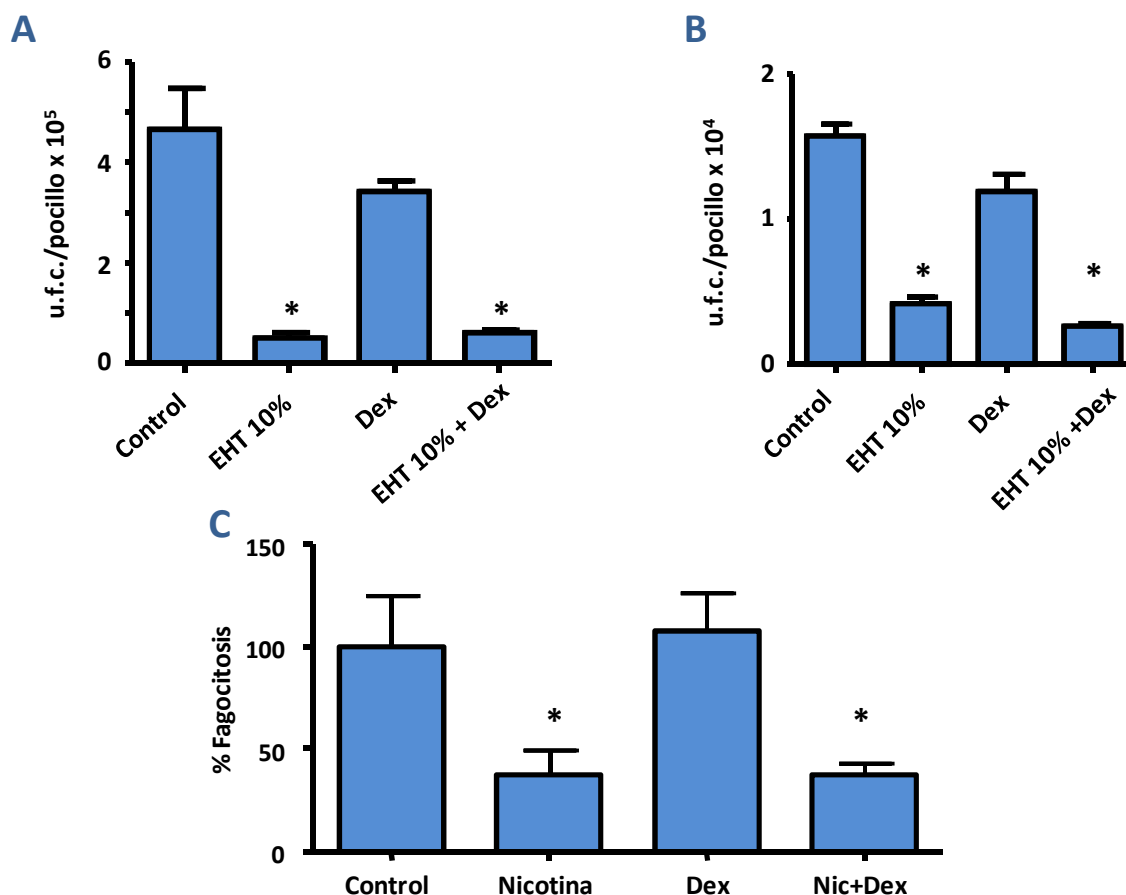 A
u.f.c./pocillo x 10⁵
6
4
2
0
*
*
Control
EHT 10%
Dex
EHT 10% + Dex
B
u.f.c./pocillo x 10⁴
2
1
0
*
*
Control
EHT 10%
Dex
EHT 10% +Dex
C
% Fagocitosis
150
100
50
0
*
*
Control Nicotina Dex Nic+Dex